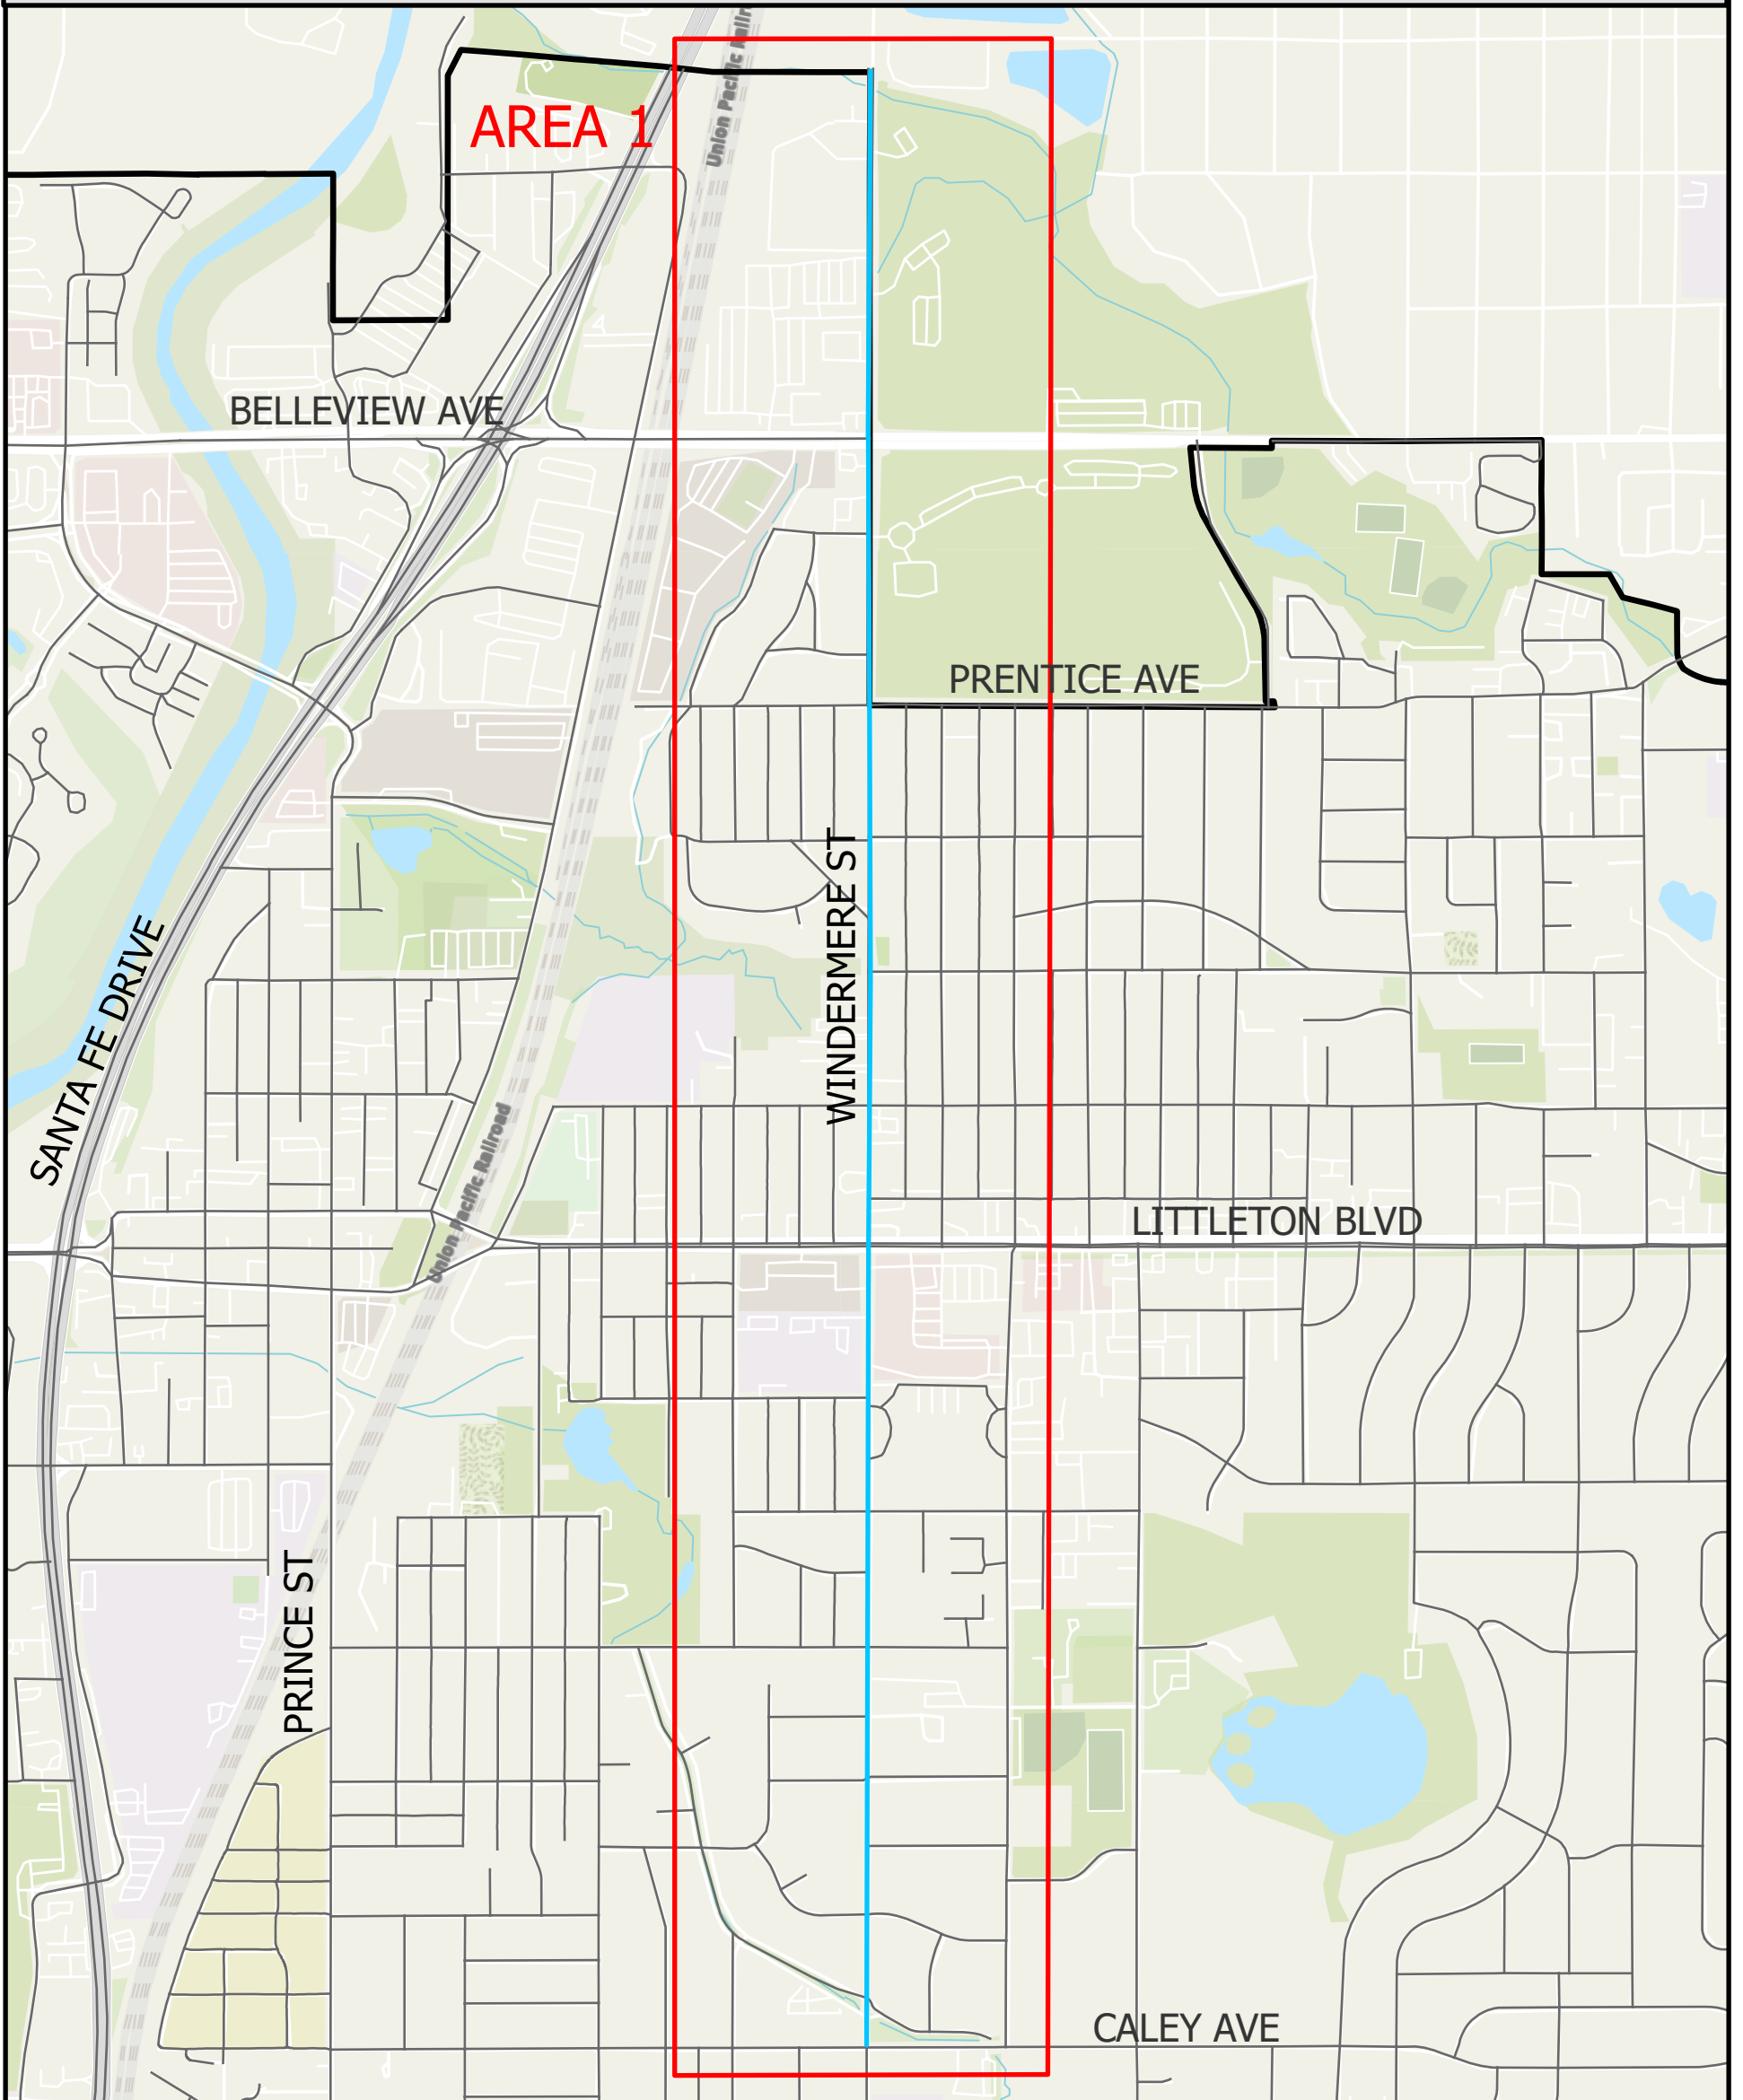 Union Pacific Railr
AREA 1
BELLEVIEW AVE
PRENTICE AVE
WINDERMERE ST
SANTA FE DRIVE
Union Pacific Railroad
LITTLETON BLVD
PRINCE ST
CALEY AVE